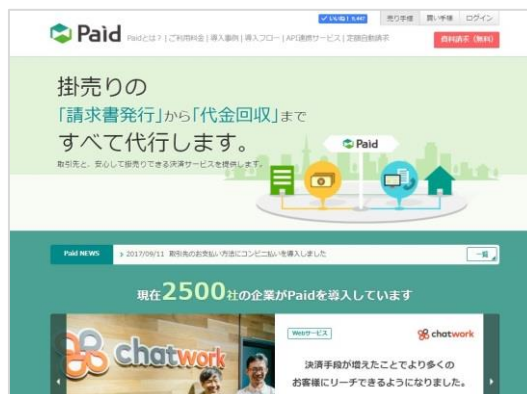 いいね!
売り手様
買い手様
ログイン
Paid
Paidとは?|ご利用料金|導入事例|導入フロー|API連携サービス|定額自動請求
資料請求(無料)
掛売りの
「請求書発行」から「代金回収」まで
すべて代行します。
取引先と、安心して掛売りできる決済サービスを提供します。
Paid
Paid NEWS
2017/09/11 取引先のお支払い方法にコンビニ払いを導入しました
一覧
現在2500社の企業がPaidを導入しています
chatwork
Webサービス
chatwork
決済手段が増えたことでより多くの
お客様にリーチできるようになりました。